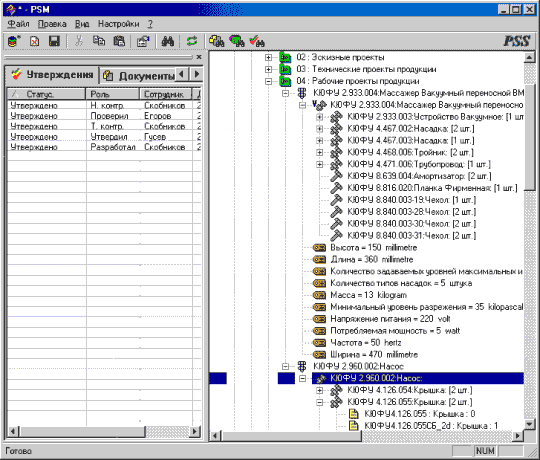 * - PSM
Файл Правка Вид Настройки ?
PSS
Утверждения Документы
Статус. Роль Сотрудник Д
Утверждено Н. контр. Скобников 2
Утверждено Проверил Егоров 2
Утверждено Т. контр. Скобников 2
Утверждено Утвердил Гусев 2
Утверждено Разработал Скобников 2
02 : Эскизные проекты
03 : Технические проекты продукции
04 : Рабочие проекты продукции
КЮФУ 2.933.004:Массажер Вакуумный переносной ВМ
КЮФУ 2.933.004:Массажер Вакуумный переносно
КЮФУ 2.933.003:Устройство Вакуумное: [1 шт
КЮФУ 4.467.002:Насадка: [2 шт.]
КЮФУ 4.467.003:Насадка: [1 шт.]
КЮФУ 4.468.006:Тройник: [2 шт.]
КЮФУ 4.471.006:Трубопровод: [1 шт.]
КЮФУ 8.639.004:Амортизатор: [2 шт.]
КЮФУ 8.816.020:Планка Фирменная: [1 шт.]
КЮФУ 8.840.003-19:Чехол: [1 шт.]
КЮФУ 8.840.003-28:Чехол: [2 шт.]
КЮФУ 8.840.003-30:Чехол: [2 шт.]
КЮФУ 8.840.003-31:Чехол: [2 шт.]
Высота = 150 millimetre
Длина = 360 millimetre
Количество задаваемых уровней максимальных и
Количество типов насадок = 5 штука
Масса = 13 kilogram
Минимальный уровень разрежения = 35 kilopascal
Напряжение питания = 220 volt
Потребляемая мощность = 5 watt
Частота = 50 hertz
Ширина = 470 millimetre
КЮФУ 2.960.002:Насос
КЮФУ 2.960.002:Насос:
КЮФУ 4.126.054:Крышка: [2 шт.]
КЮФУ 4.126.055:Крышка: [2 шт.]
КЮФУ4.126.055 : Крышка : 0
КЮФУ4.126.055СБ_2d : Крышка : 1
Готово NUM